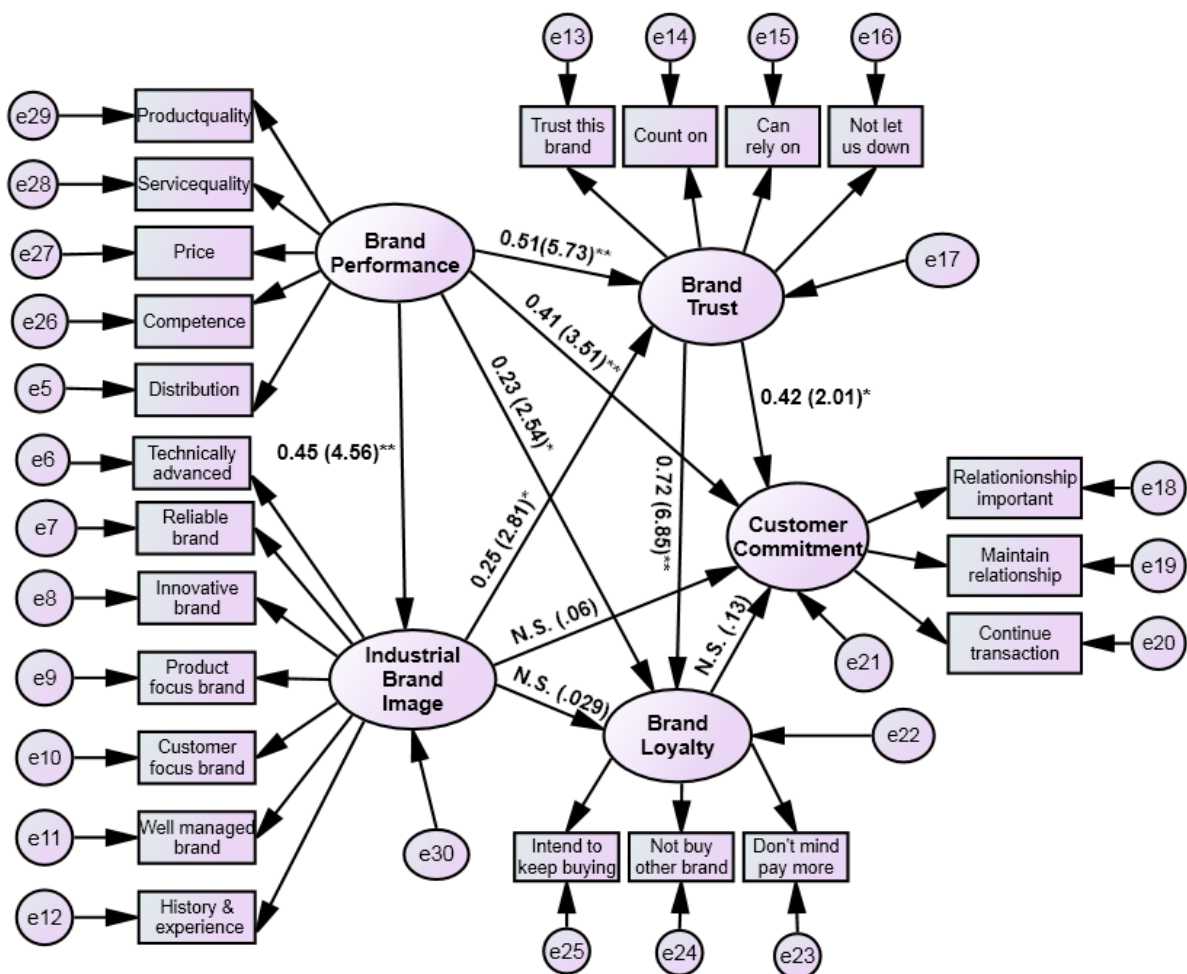 e13
e14
e15
e16
e29
Productquality
Trust this
brand
Count on
Can
rely on
Not let
us down
e28
Servicequality
e27
Price
Brand
Performance
0.51(5.73)**
e17
Brand
Trust
e26
Competence
0.41 (3.51)**
e5
Distribution
0.23 (2.54)*
0.42 (2.01)*
e6
Technically
advanced
0.45 (4.56)**
e7
Reliable
brand
0.25 (2.81)*
0.72 (6.85)**
Relationionship
important
e18
Customer
Commitment
e8
Innovative
brand
Maintain
relationship
e19
N.S. (.06)
N.S. (.13)
Continue
transaction
e20
e9
Product
focus brand
Industrial
Brand
Image
N.S. (.029)
e21
e10
Customer
focus brand
Brand
Loyalty
e22
e11
Well managed
brand
e30
Intend to
keep buying
Not buy
other brand
Don't mind
pay more
e12
History &
experience
e25
e24
e23